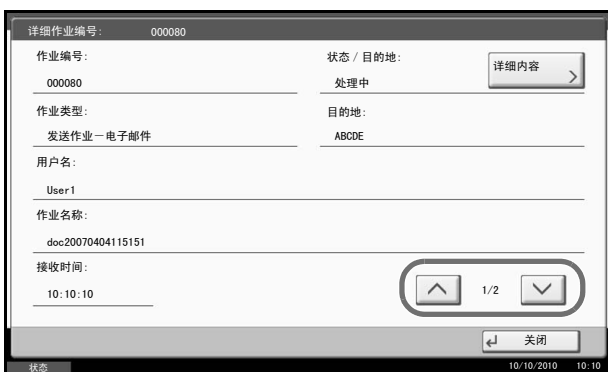 详细作业编号: 000080
作业编号: 状态 / 目的地:
000080 处理中
详细内容
作业类型: 目的地:
发送作业－电子邮件 ABCDE
用户名:
User1
作业名称:
doc20070404115151
接收时间:
10:10:10
1/2
关闭
状态 10/10/2010 10:10